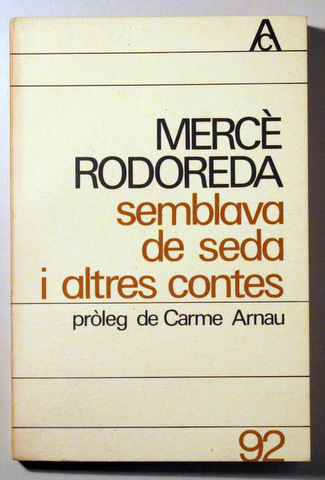 Ac
MERCÈ
RODOREDA
semblava
de seda
i altres contes
pròleg de Carme Arnau
92